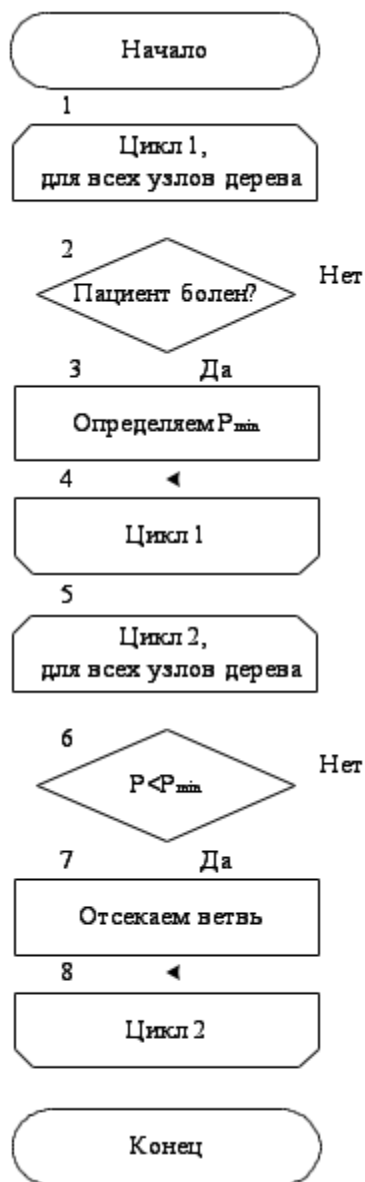 Начало
1
Цикл 1,
для всех узлов дерева
2
Пациент болен?
Нет
3
Да
Определяем Pmin
4
Цикл 1
5
Цикл 2,
для всех узлов дерева
6
P<Pmin
Нет
7
Да
Отсекаем ветвь
8
Цикл 2
Конец